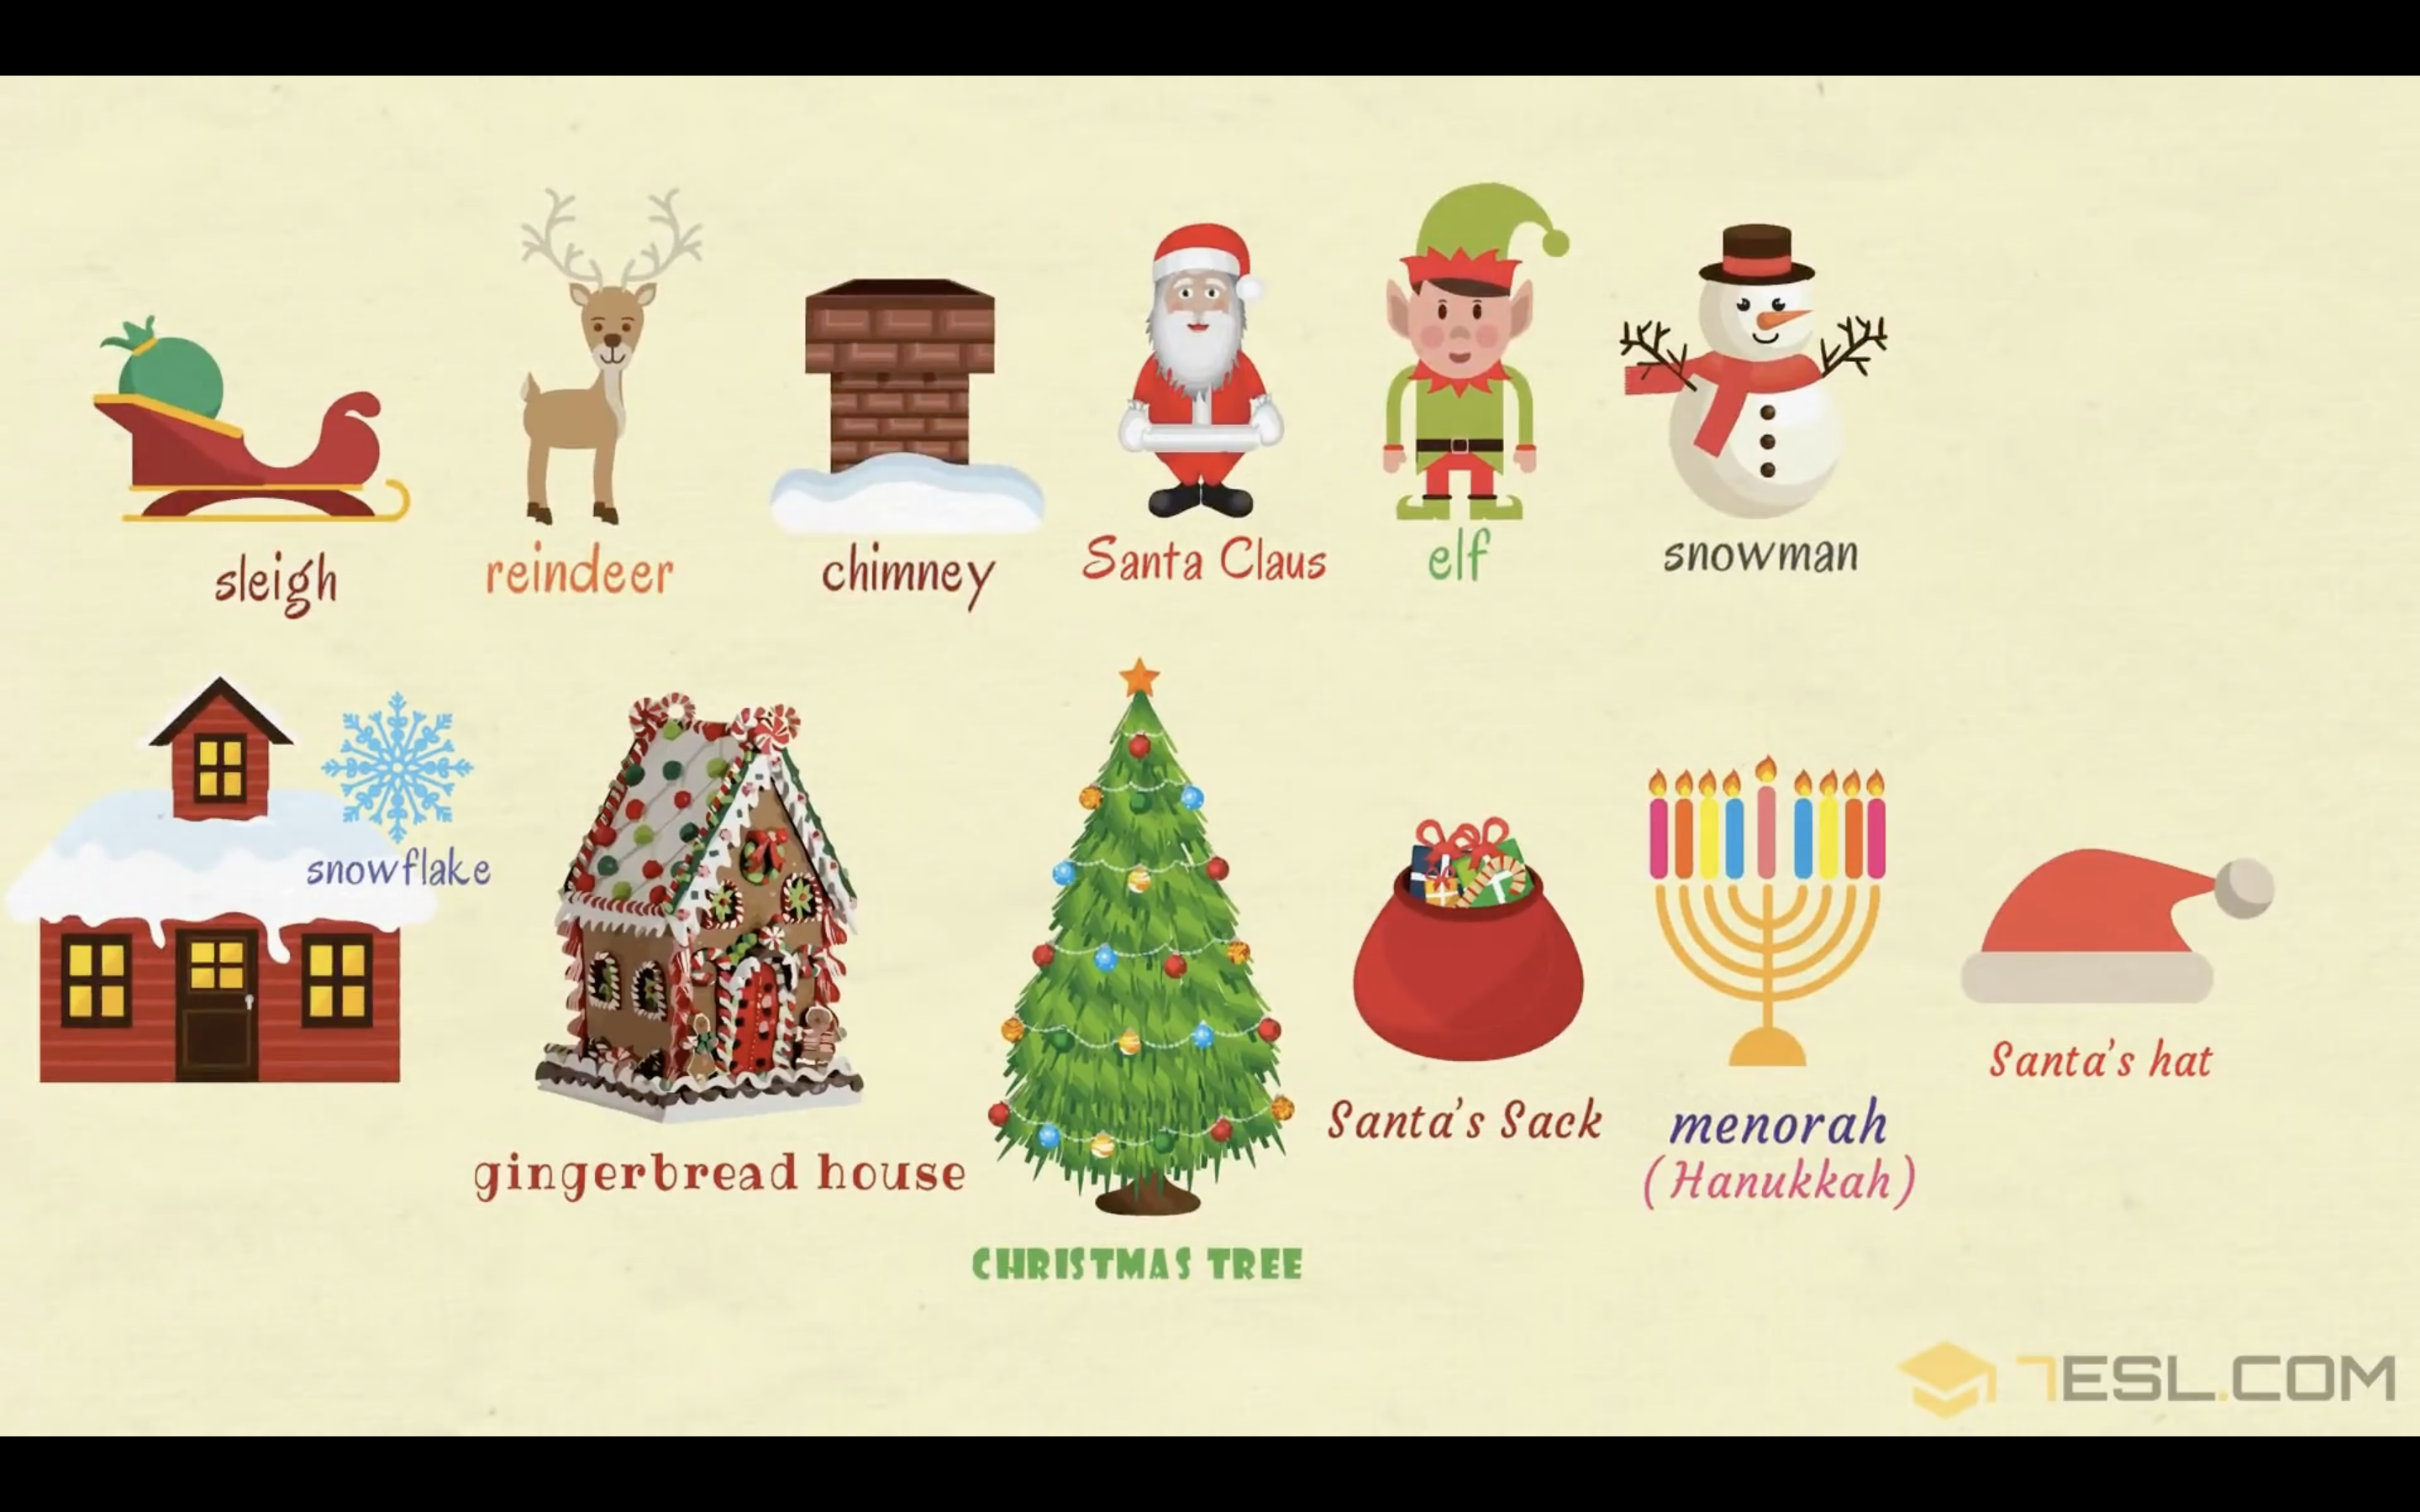 sleigh
reindeer
chimney
Santa Claus
elf
snowman
snowflake
gingerbread house
CHRISTMAS TREE
Santa's Sack
menorah
(Hanukkah)
Santa's hat
7ESL.COM